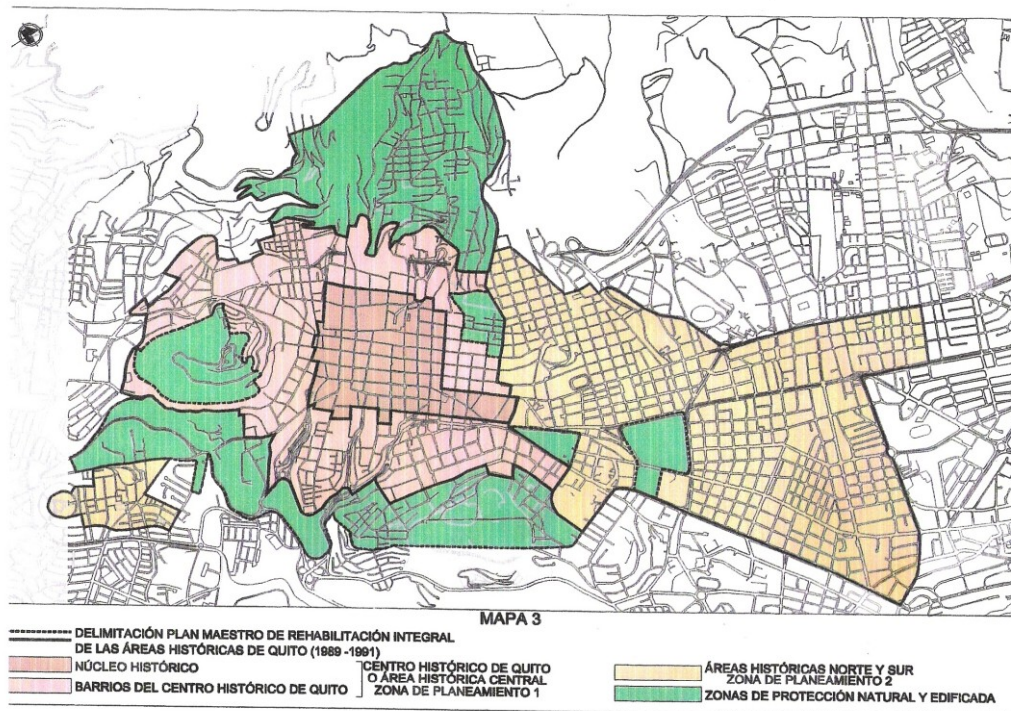 MAPA 3
DELIMITACIÓN PLAN MAESTRO DE REHABILITACIÓN INTEGRAL
DE LAS ÁREAS HISTÓRICAS DE QUITO (1989 -1991)
NÚCLEO HISTÓRICO
BARRIOS DEL CENTRO HISTÓRICO DE QUITO
CENTRO HISTÓRICO DE QUITO
O ÁREA HISTÓRICA CENTRAL
ZONA DE PLANEAMIENTO 1
ÁREAS HISTÓRICAS NORTE Y SUR
ZONA DE PLANEAMIENTO 2
ZONAS DE PROTECCIÓN NATURAL Y EDIFICADA